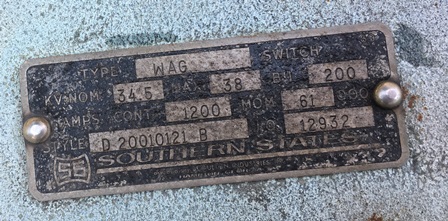 TYPE WAG SWITCH
KV NOM. 34.5 MAX 38 BIL 200
AMPS CONT. 1200 MOM. 61
STYLE D 20010121 B NO. 12932
SOUTHERN STATES